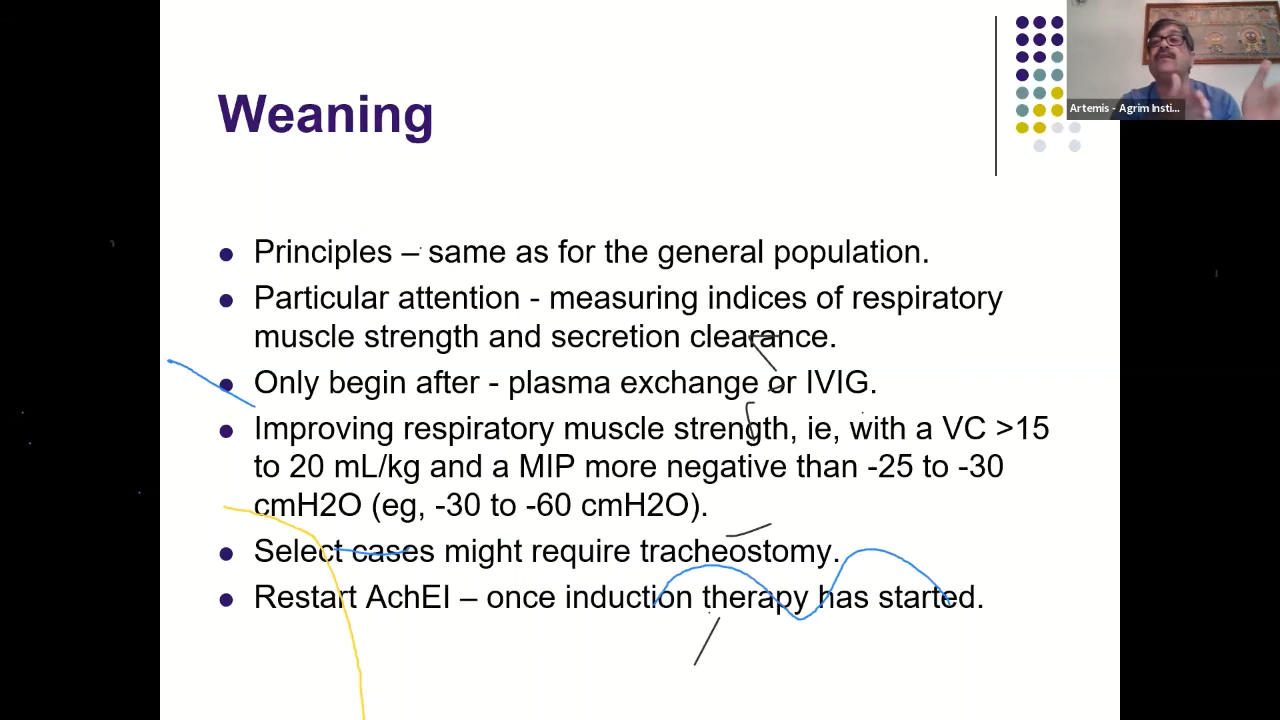 Artemis - Agrim Insti...
Weaning
Principles – same as for the general population.
Particular attention - measuring indices of respiratory
muscle strength and secretion clearance.
Only begin after - plasma exchange or IVIG.
Improving respiratory muscle strength, ie, with a VC >15
to 20 mL/kg and a MIP more negative than -25 to -30
cmH2O (eg, -30 to -60 cmH2O).
Select cases might require tracheostomy.
Restart AchEI – once induction therapy has started.